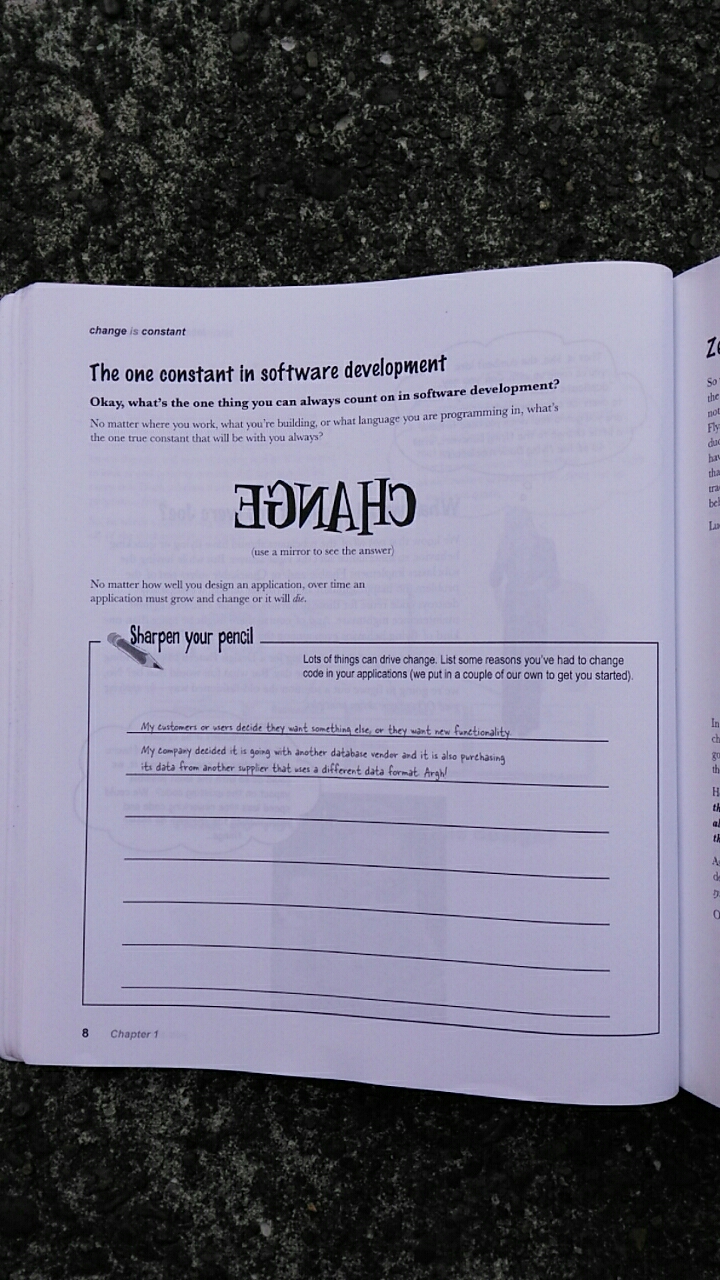 change is constant
The one constant in software development
Okay, what's the one thing you can always count on in software development?
No matter where you work, what you're building, or what language you are programming in, what's
the one true constant that will be with you always?
CHANGE
(use a mirror to see the answer)
No matter how well you design an application, over time an
application must grow and change or it will die.
Sharpen your pencil
Lots of things can drive change. List some reasons you've had to change
code in your applications (we put in a couple of our own to get you started).
My customers or users decide they want something else, or they want new functionality.
My company decided it is going with another database vendor and it is also purchasing
its data from another supplier that uses a different data format. Argh!
8 Chapter 1
So
the
not
Fly
In